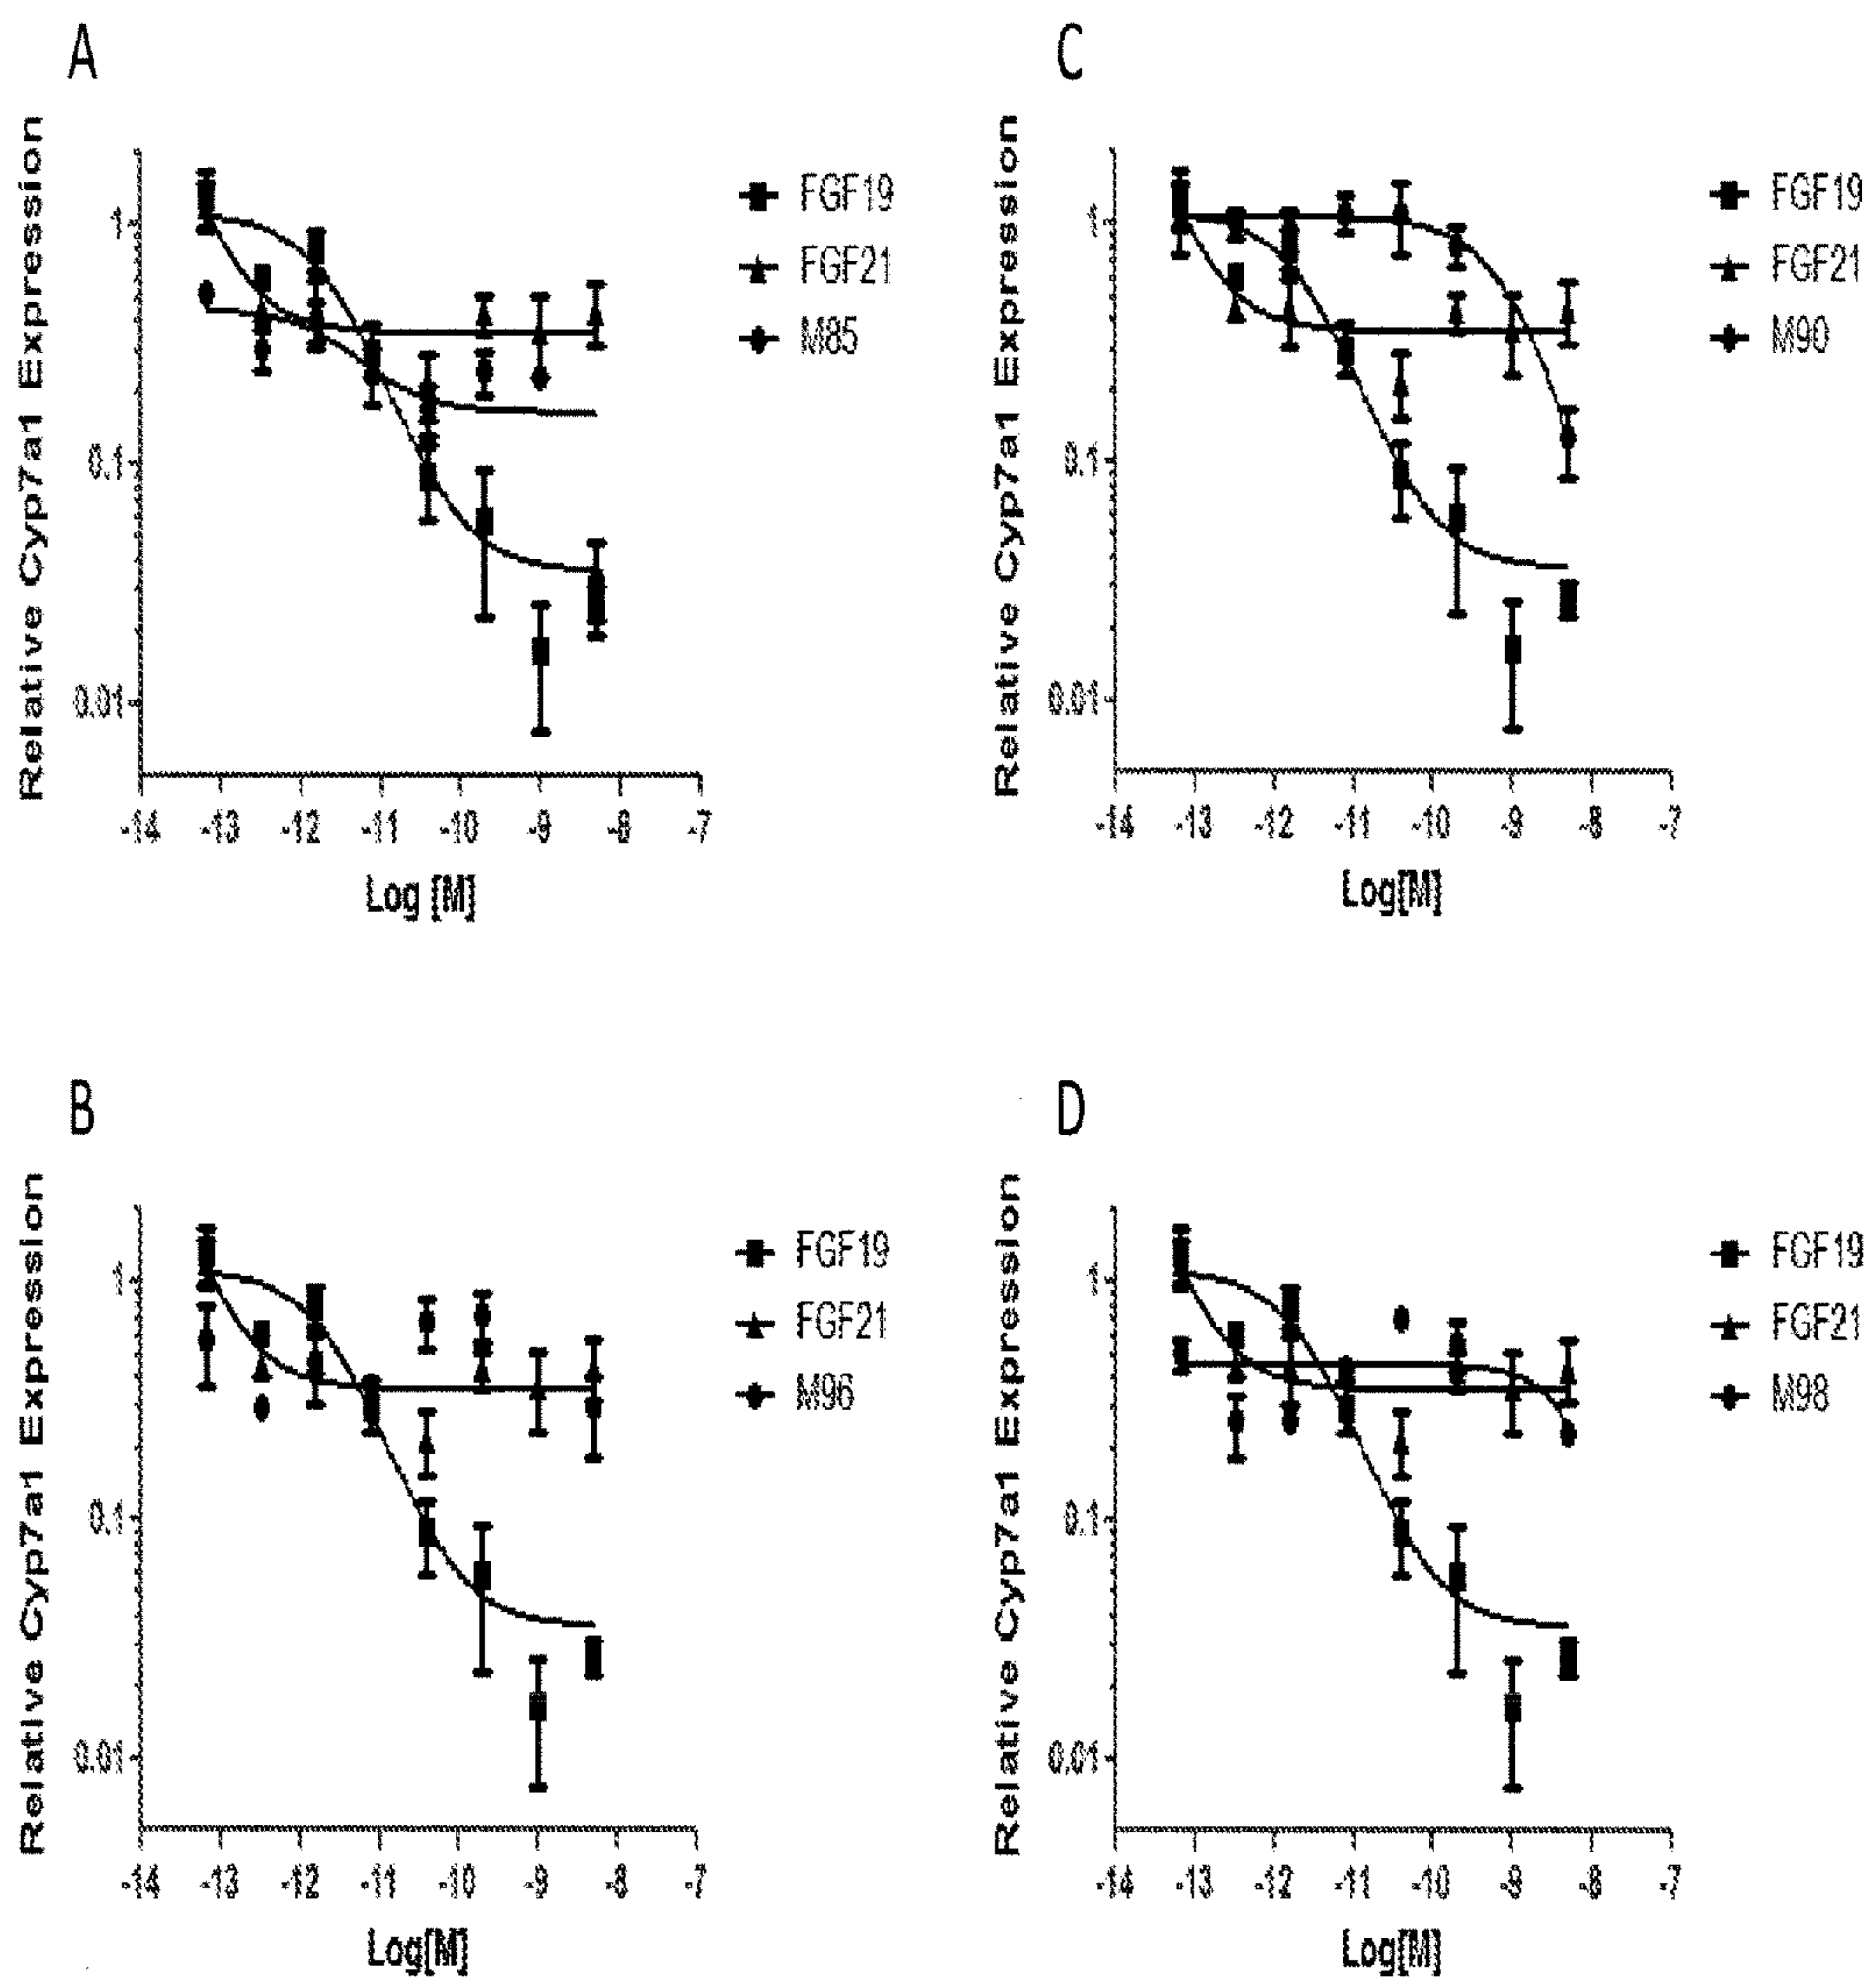 A
Relative Cyp7a1 Expression
1
0.1
0.01
-14 -13 -12 -11 -10 -9 -8 -7
Log [M]
FGF19
FGF21
M85
C
Relative Cyp7a1 Expression
1
0.1
0.01
-14 -13 -12 -11 -10 -9 -8 -7
Log[M]
FGF19
FGF21
M90
B
Relative Cyp7a1 Expression
1
0.1
0.01
-14 -13 -12 -11 -10 -9 -8 -7
Log[M]
FGF19
FGF21
M96
D
Relative Cyp7a1 Expression
1
0.1
0.01
-14 -13 -12 -11 -10 -9 -8 -7
Log[M]
FGF19
FGF21
M98